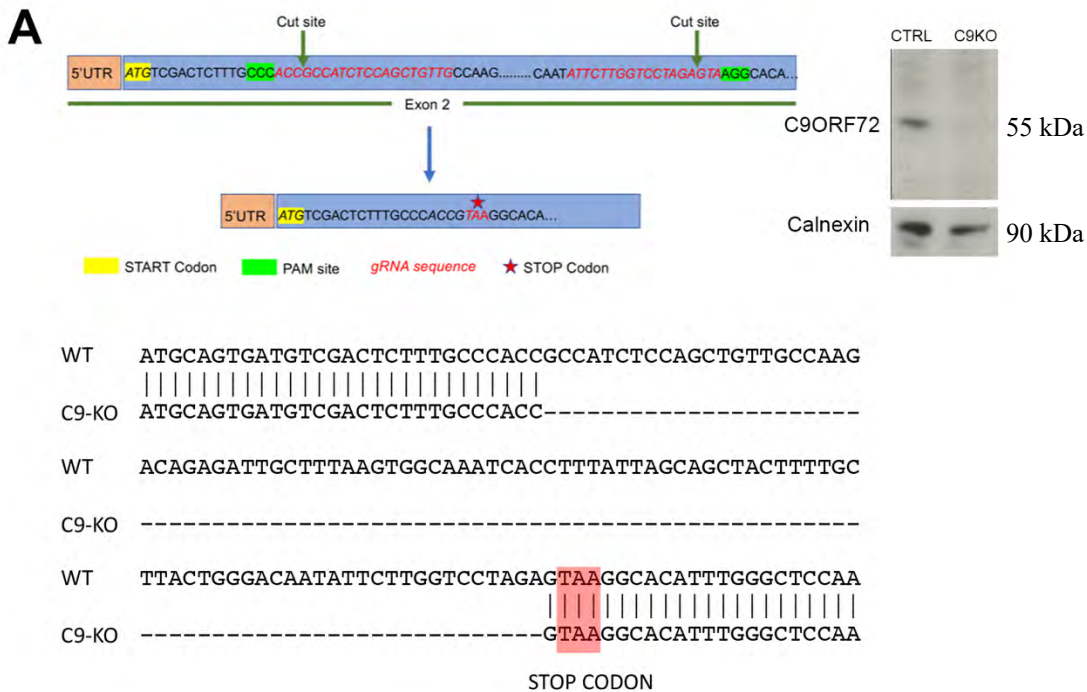 A
Cut site
Cut site
5'UTR ATGTCGACTCTTTGCCCACCGCCATCTCCAGCTGTTGCCAAG.........CAATATTCTTGGTCCTAGAGTAAGGCACA...
Exon 2
5'UTR ATGTCGACTCTTTGCCCACCGTAAGGCACA...
START Codon PAM site gRNA sequence STOP Codon
CTRL C9KO
C9ORF72 55 kDa
Calnexin 90 kDa
WT ATGCAGTGATGTCGACTCTTTGCCCACCGCCATCTCCAGCTGTTGCCAAG
C9-KO ATGCAGTGATGTCGACTCTTTGCCCACC----------------------
WT ACAGAGATTGCTTTAAGTGGCAAATCACCTTTATTAGCAGCTACTTTTGC
C9-KO --------------------------------------------------
WT TTACTGGGACAATATTCTTGGTCCTAGAGTAAGGCACATTTGGGCTCCAA
C9-KO ----------------------------GTAAGGCACATTTGGGCTCCAA
STOP CODON